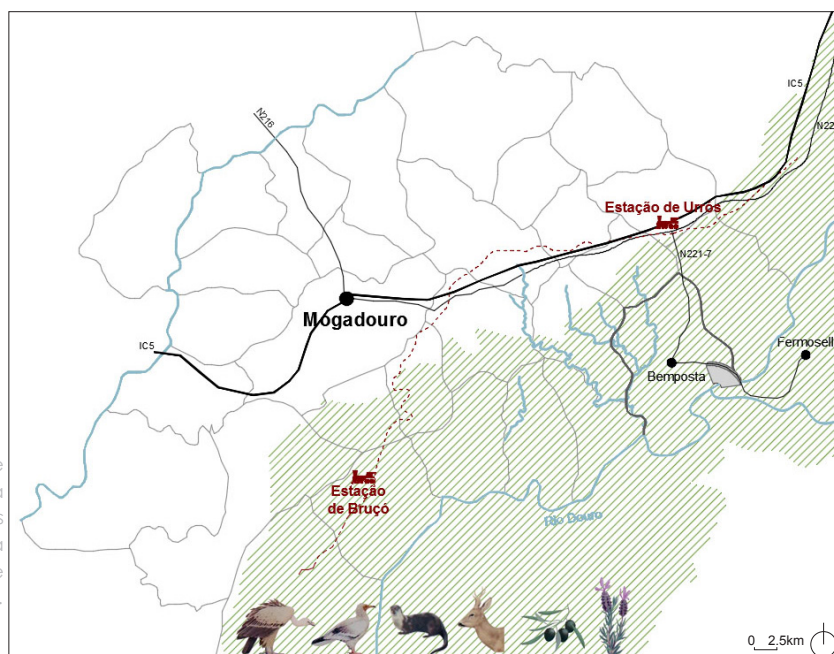 IC5
N22
N216
Estação de Urros
N221-7
Mogadouro
IC5
Fermosell
Bemposta
Estação
de Bruçó
Rio Douro
0 2.5km